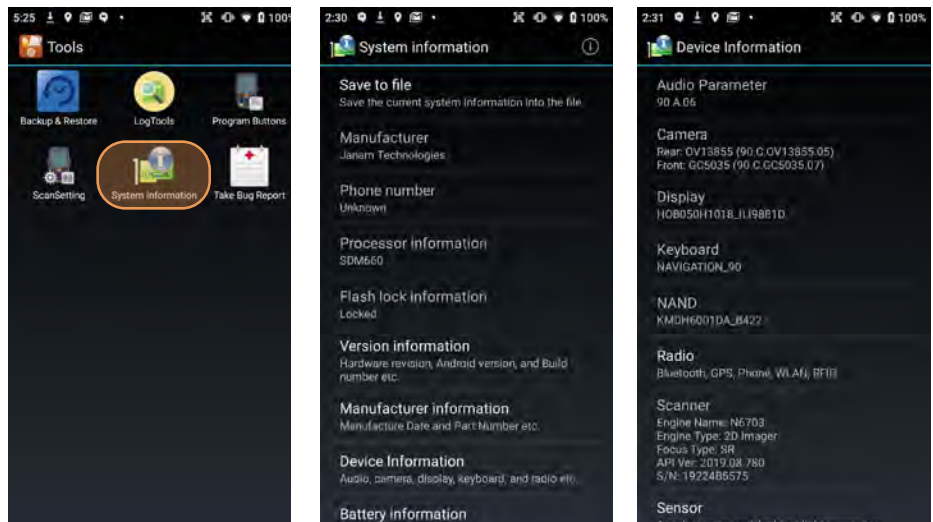 5:25
100%
Tools
Backup & Restore
LogTools
Program Buttons
ScanSetting
System information
Take Bug Report
2:30
100%
System information
Save to file
Save the current system information into the file
Manufacturer
Janam Technologies
Phone number
Unknown
Processor information
SDM660
Flash lock information
Locked
Version information
Hardware revision, Android version, and Build
number etc.
Manufacturer information
Manufacture Date and Part Number etc.
Device Information
Audio, camera, display, keyboard, and radio etc.
Battery information
2:31
100%
Device Information
Audio Parameter
90.A.06
Camera
Rear: OV13855 (90.C.OV13855.05)
Front: GC5035 (90.C.GC5035.07)
Display
Keyboard
NAVIGATION_90
NAND
KMDH6001DA_B422
Radio
Bluetooth, GPS, Phone, WLAN, RFID
Scanner
Engine Name: N6703
Engine Type: 2D Imager
Focus Type: SR
API Ver: 2019.08.780
S/N: 1922485575
Sensor